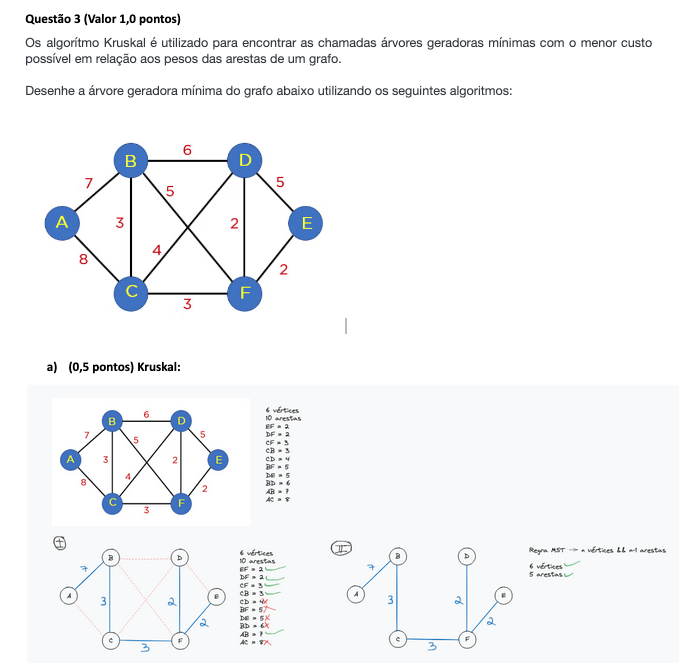 Questão 3 (Valor 1,0 pontos)
Os algorítmo Kruskal é utilizado para encontrar as chamadas árvores geradoras mínimas com o menor custo
possível em relação aos pesos das arestas de um grafo.
Desenhe a árvore geradora mínima do grafo abaixo utilizando os seguintes algoritmos:
6
B
D
7
5
5
A
3
2
E
8
4
2
C
F
3
a) (0,5 pontos) Kruskal:
6
B
D
7
5
5
A
3
2
E
8
4
2
C
F
3
6 vértices
10 arestas
EF = 2
DF = 2
CF = 3
CB = 3
CD = 4
BF = 5
DE = 5
BD = 6
AB = 7
AC = 8
I
B
D
7
A
3
2
E
2
C
F
3
6 vértices
10 arestas
EF = 2
DF = 2
CF = 3
CB = 3
CD = 4
BF = 5
DE = 5
BD = 6
AB = 7
AC = 8
II
B
D
7
A
3
2
E
2
C
F
3
Regra MST → n vértices && n-1 arestas
6 vértices
5 arestas